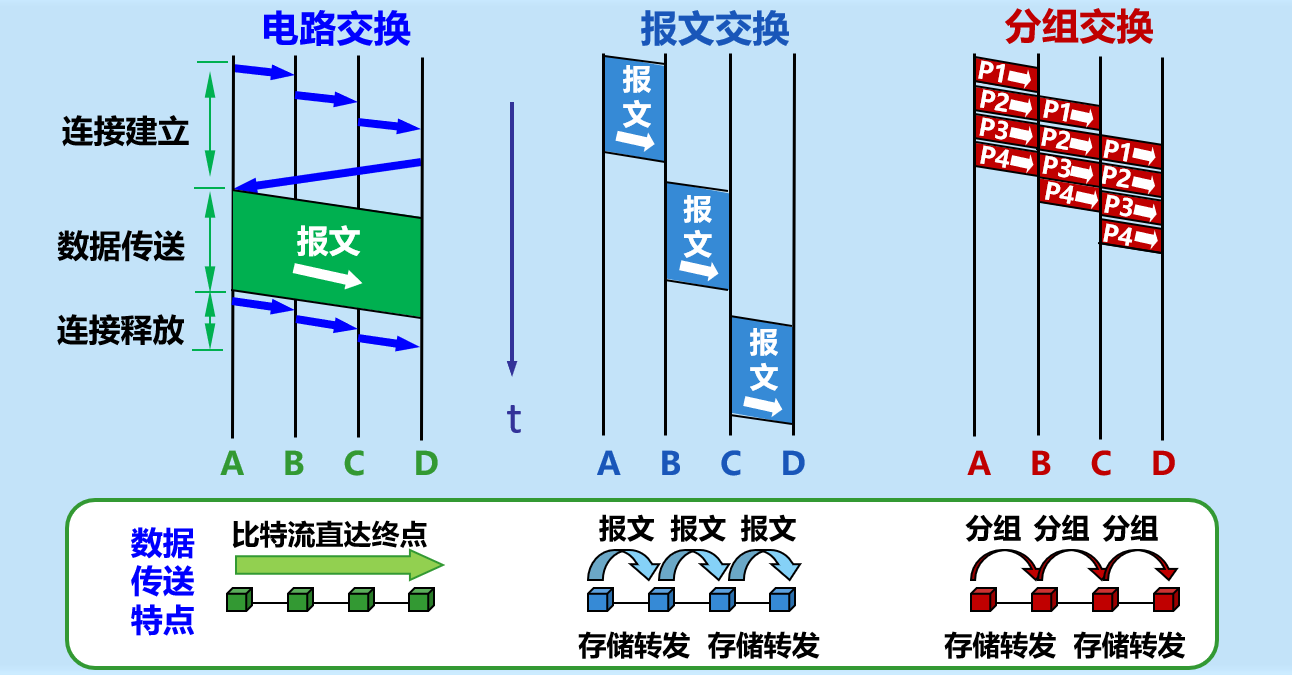 电路交换
报文交换
分组交换
连接建立
数据传送
连接释放
报文
A
B
C
D
t
报
文
报
文
报
文
A
B
C
D
P1
P2
P3
P4
P1
P2
P3
P4
P1
P2
P3
P4
A
B
C
D
数据
传送
特点
比特流直达终点
报文 报文 报文
存储转发 存储转发
分组 分组 分组
存储转发 存储转发